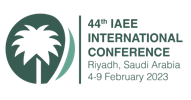 44th IAEE
INTERNATIONAL
CONFERENCE
Riyadh, Saudi Arabia
4-9 February 2023